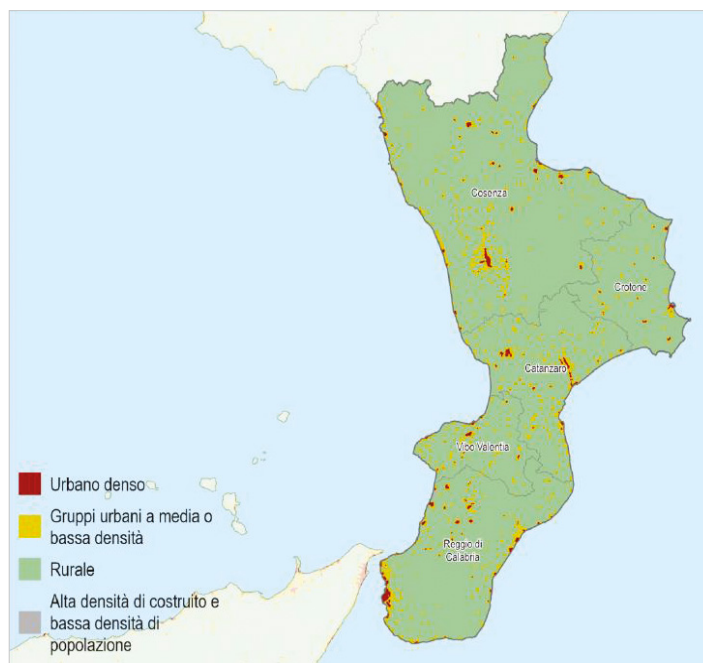 Cosenza
Crotone
Catanzaro
Vibo Valentia
Reggio di
Calabria
Urbano denso
Gruppi urbani a media o
bassa densità
Rurale
Alta densità di costruito e
bassa densità di
popolazione